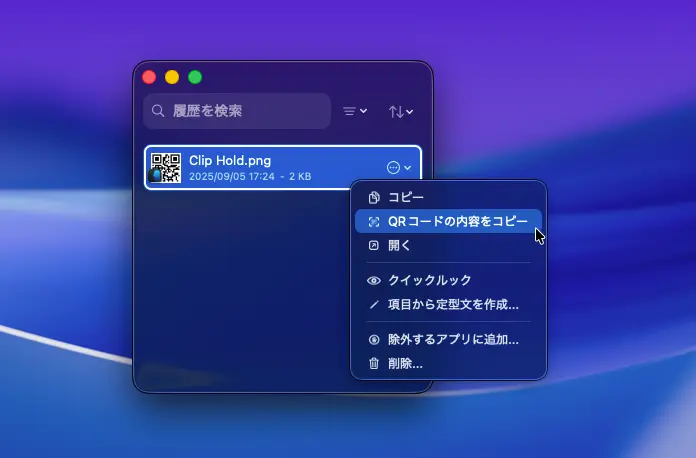 履歴を検索
Clip Hold.png
2025/09/05 17:24 - 2 KB
コピー
QRコードの内容をコピー
開く
クイックルック
項目から定型文を作成...
除外するアプリに追加...
削除...